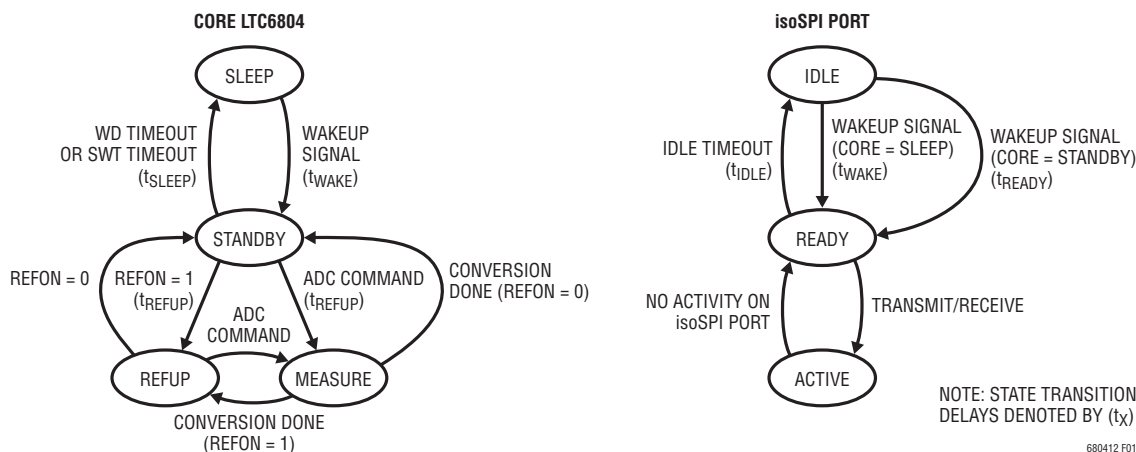 CORE LTC6804
SLEEP
WD TIMEOUT
OR SWT TIMEOUT
(tSLEEP)
WAKEUP
SIGNAL
(tWAKE)
STANDBY
REFON = 0
REFON = 1
(tREFUP)
ADC COMMAND
(tREFUP)
CONVERSION
DONE (REFON = 0)
ADC
COMMAND
REFUP
MEASURE
CONVERSION DONE
(REFON = 1)
isoSPI PORT
IDLE
IDLE TIMEOUT
(tIDLE)
WAKEUP SIGNAL
(CORE = SLEEP)
(tWAKE)
WAKEUP SIGNAL
(CORE = STANDBY)
(tREADY)
READY
NO ACTIVITY ON
isoSPI PORT
TRANSMIT/RECEIVE
ACTIVE
NOTE: STATE TRANSITION
DELAYS DENOTED BY (tX)
680412 F01